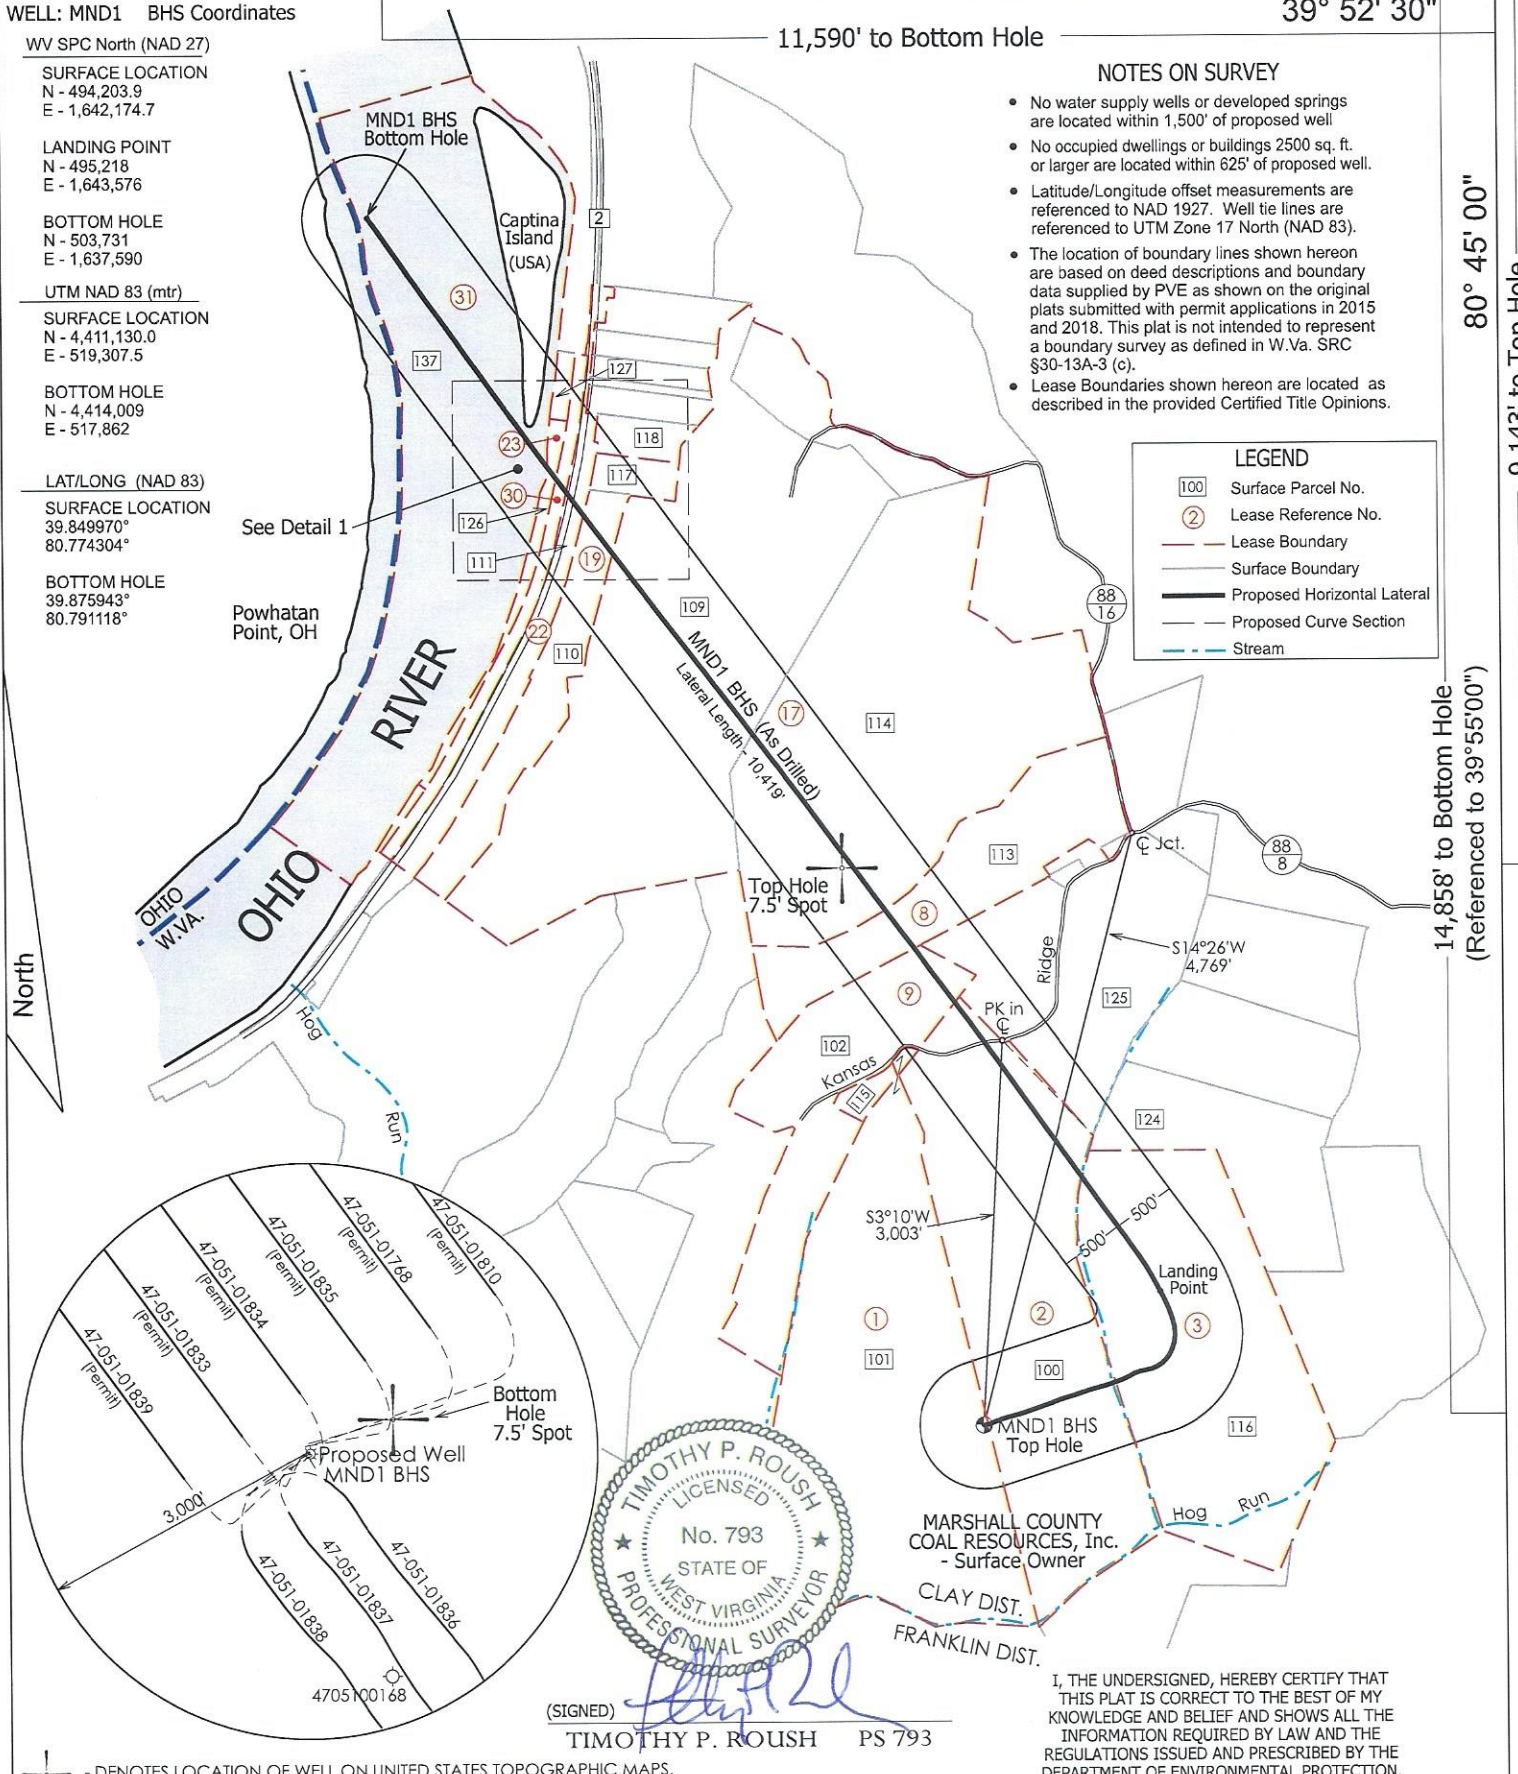 WELL: MND1 BHS Coordinates
WV SPC North (NAD 27)
SURFACE LOCATION
N - 494,203.9
E - 1,642,174.7
LANDING POINT
N - 495,218
E - 1,643,576
BOTTOM HOLE
N - 503,731
E - 1,637,590
UTM NAD 83 (mtr)
SURFACE LOCATION
N - 4,411,130.0
E - 519,307.5
BOTTOM HOLE
N - 4,414,009
E - 517,862
LAT/LONG (NAD 83)
SURFACE LOCATION
39.849970°
80.774304°
BOTTOM HOLE
39.875943°
80.791118°
11,590' to Bottom Hole
39° 52' 30"
80° 45' 00"
9,143' to Top Hole
14,858' to Bottom Hole
(Referenced to 39°55'00")
NOTES ON SURVEY
• No water supply wells or developed springs
are located within 1,500' of proposed well
• No occupied dwellings or buildings 2500 sq. ft.
or larger are located within 625' of proposed well.
• Latitude/Longitude offset measurements are
referenced to NAD 1927. Well tie lines are
referenced to UTM Zone 17 North (NAD 83).
• The location of boundary lines shown hereon
are based on deed descriptions and boundary
data supplied by PVE as shown on the original
plats submitted with permit applications in 2015
and 2018. This plat is not intended to represent
a boundary survey as defined in W.Va. SRC
§30-13A-3 (c).
• Lease Boundaries shown hereon are located as
described in the provided Certified Title Opinions.
LEGEND
100 Surface Parcel No.
2 Lease Reference No.
Lease Boundary
Surface Boundary
Proposed Horizontal Lateral
Proposed Curve Section
Stream
MND1 BHS
Bottom Hole
Captina
Island
(USA)
2
31
137
127
23
118
117
30
126
See Detail 1
111
19
109
Powhatan
Point, OH
22
110
OHIO RIVER
OHIO
W.VA.
North
MND1 BHS (As Drilled)
Lateral Length - 10,419'
17
114
88
16
113
℄ Jct.
88
8
Top Hole
7.5' Spot
8
9
Ridge
S14°26'W
4,769'
125
PK in
℄
102
Kansas
115
Z
124
Hog
Run
S3°10'W
3,003'
500'
500'
Landing
Point
1
2
3
101
100
116
MND1 BHS
Top Hole
Hog Run
MARSHALL COUNTY
COAL RESOURCES, Inc.
- Surface Owner
CLAY DIST.
FRANKLIN DIST.
47-051-01810
(Permit)
47-051-01768
(Permit)
47-051-01835
(Permit)
47-051-01834
(Permit)
47-051-01833
(Permit)
47-051-01839
(Permit)
Bottom
Hole
7.5' Spot
Proposed Well
MND1 BHS
3,000'
47-051-01838
47-051-01837
47-051-01836
4705100168
TIMOTHY P. ROUSH
LICENSED
No. 793
STATE OF
WEST VIRGINIA
PROFESSIONAL SURVEYOR
(SIGNED)
TIMOTHY P. ROUSH PS 793
I, THE UNDERSIGNED, HEREBY CERTIFY THAT
THIS PLAT IS CORRECT TO THE BEST OF MY
KNOWLEDGE AND BELIEF AND SHOWS ALL THE
INFORMATION REQUIRED BY LAW AND THE
REGULATIONS ISSUED AND PRESCRIBED BY THE
DEPARTMENT OF ENVIRONMENTAL PROTECTION.
- DENOTES LOCATION OF WELL ON UNITED STATES TOPOGRAPHIC MAPS.